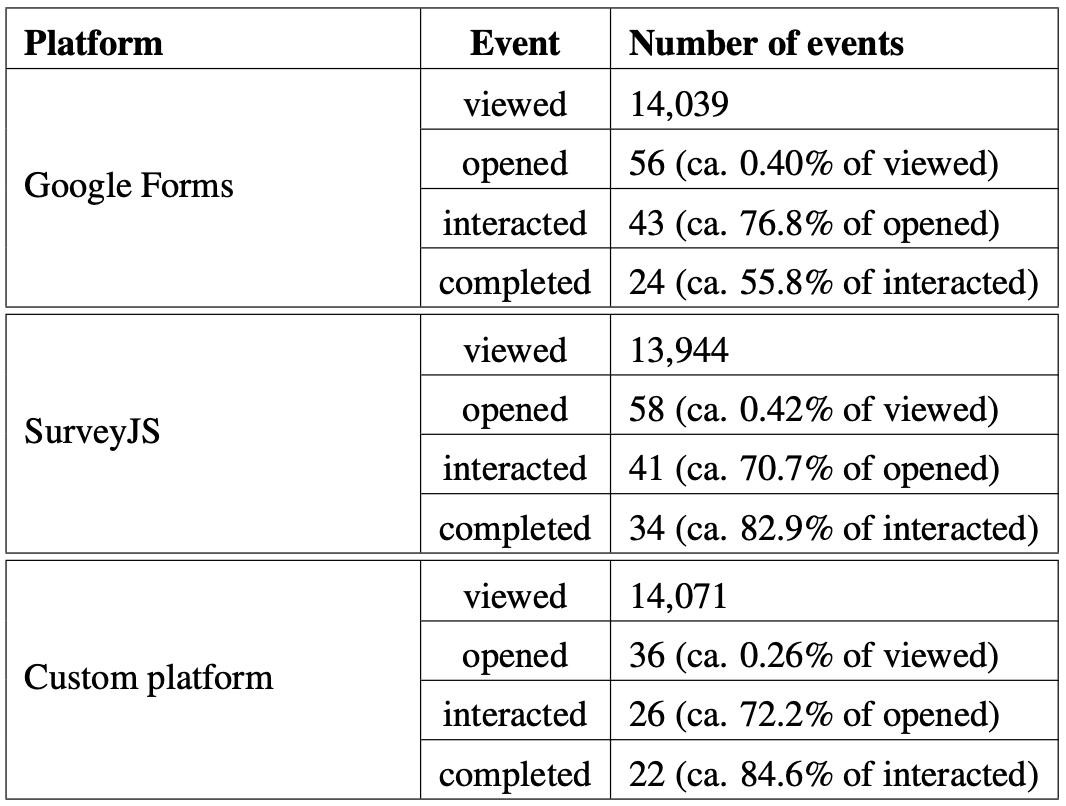 Platform Event Number of events
Google Forms
viewed 14,039
opened 56 (ca. 0.40% of viewed)
interacted 43 (ca. 76.8% of opened)
completed 24 (ca. 55.8% of interacted)
SurveyJS
viewed 13,944
opened 58 (ca. 0.42% of viewed)
interacted 41 (ca. 70.7% of opened)
completed 34 (ca. 82.9% of interacted)
Custom platform
viewed 14,071
opened 36 (ca. 0.26% of viewed)
interacted 26 (ca. 72.2% of opened)
completed 22 (ca. 84.6% of interacted)